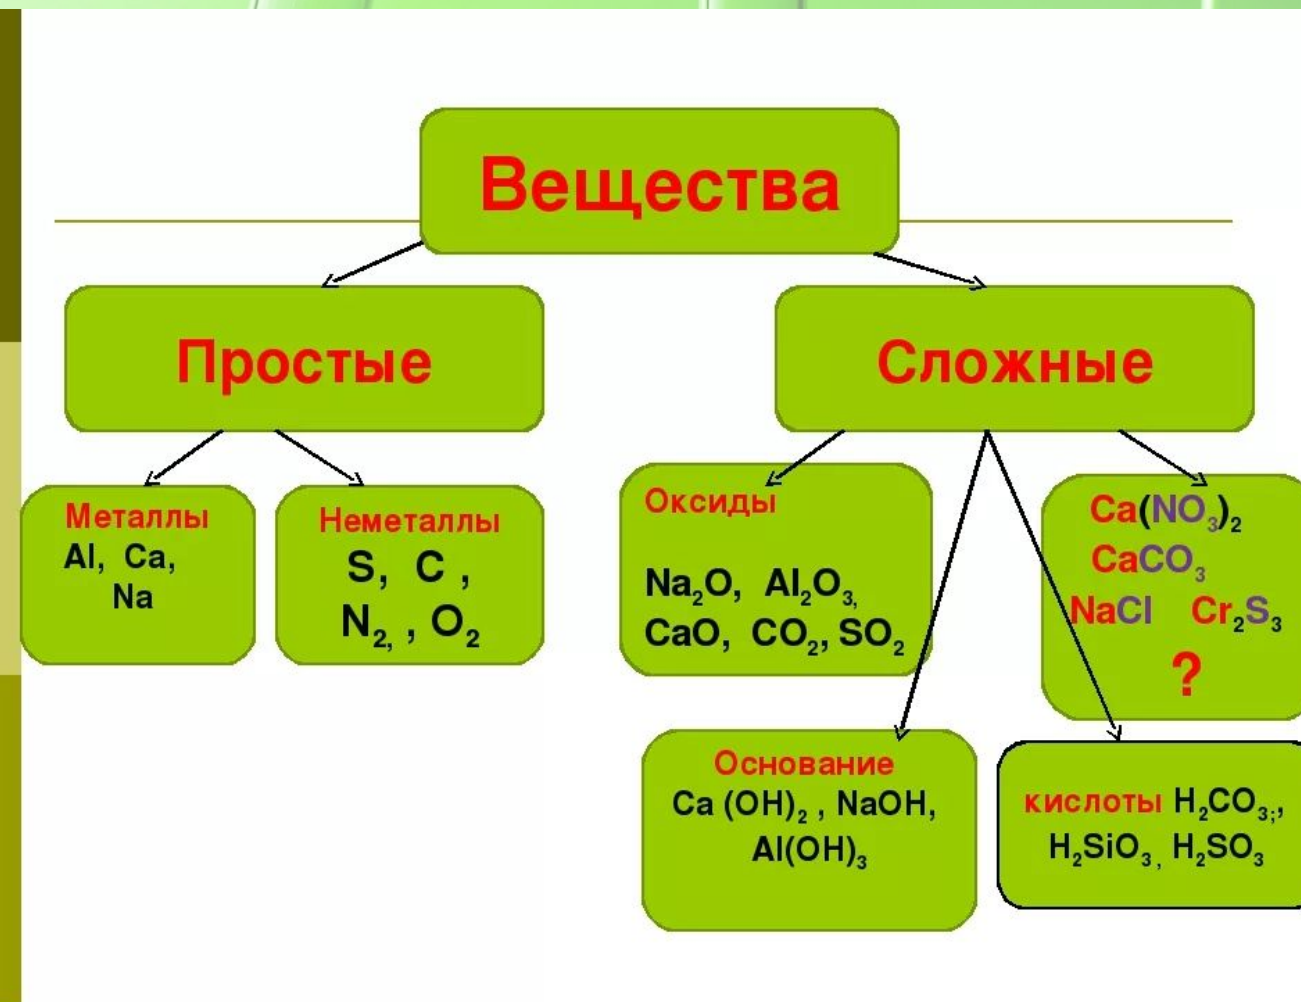 Вещества
Простые
Сложные
Металлы
Al, Ca,
Na
Неметаллы
S, C ,
N₂, , O₂
Оксиды
Na₂O, Al₂O₃,
CaO, CO₂, SO₂
Ca(NO₃)₂
CaCO₃
NaCl Cr₂S₃
?
Основание
Ca (OH)₂ , NaOH,
Al(OH)₃
кислоты H₂CO₃;,
H₂SiO₃ , H₂SO₃